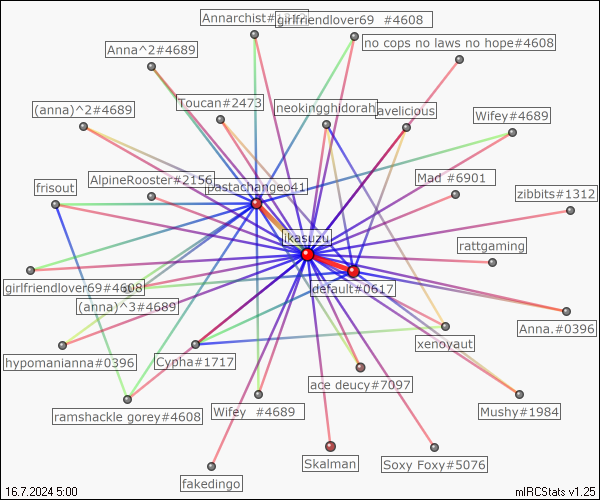 Annarchist#1312
girlfriendlover69 #4608
no cops no laws no hope#4608
Anna^2#4689
Toucan#2473
neokingghidorah
avelicious
(anna)^2#4689
Wifey#4689
AlpineRooster#2156
pastachangeo41
Mad #6901
frisout
zibbits#1312
ikasuzu
rattgaming
girlfriendlover69#4608
default#0617
(anna)^3#4689
Anna.#0396
xenoyaut
hypomanianna#0396
Cypha#1717
ace deucy#7097
ramshackle gorey#4608
Wifey #4689
Mushy#1984
Skalman
Soxy Foxy#5076
fakedingo
16.7.2024 5:00
mIRCStats v1.25